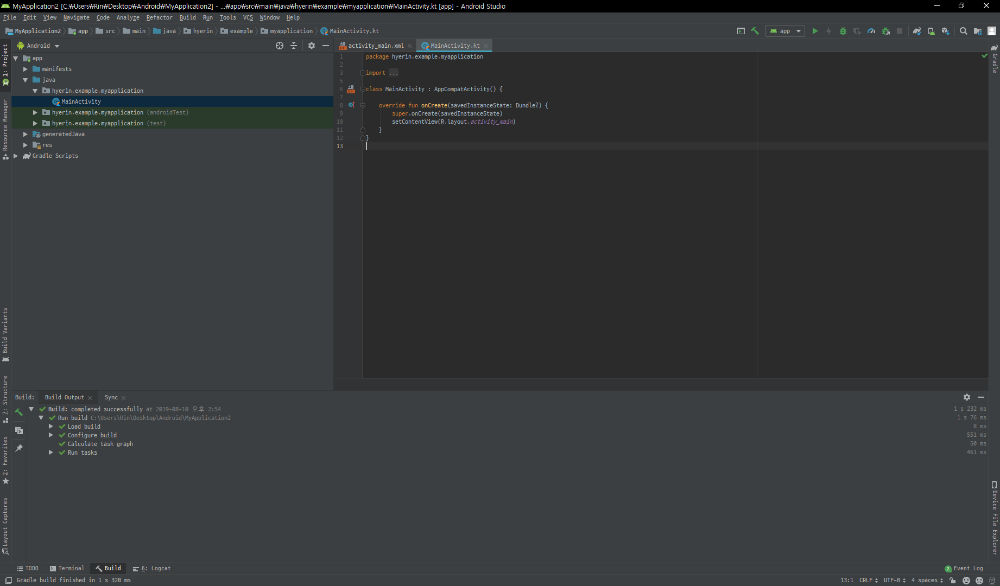 MyApplication2 [C:₩Users₩Rin₩Desktop₩Android₩MyApplication2] - ...₩app₩src₩main₩java₩hyerin₩example₩myapplication₩MainActivity.kt [app] - Android Studio
File Edit View Navigate Code Analyze Refactor Build Run Tools VCS Window Help
MyApplication2 app src main java hyerin example myapplication MainActivity.kt
app
Android
activity_main.xml MainActivity.kt
1: Project
Resource Manager
Build Variants
7: Structure
2: Favorites
Layout Captures
app
manifests
java
hyerin.example.myapplication
MainActivity
hyerin.example.myapplication (androidTest)
hyerin.example.myapplication (test)
generatedJava
res
Gradle Scripts
1 package hyerin.example.myapplication
2
3 import ...
5
6 class MainActivity : AppCompatActivity() {
7
8 override fun onCreate(savedInstanceState: Bundle?) {
9 super.onCreate(savedInstanceState)
10 setContentView(R.layout.activity_main)
11 }
12 }
13
Gradle
Device File Explorer
Build: Build Output Sync
Build: completed successfully at 2019-08-10 오후 2:54 1 s 232 ms
Run build C:\Users\Rin\Desktop\Android\MyApplication2 1 s 76 ms
Load build 8 ms
Configure build 551 ms
Calculate task graph 50 ms
Run tasks 461 ms
TODO Terminal Build 6: Logcat 2 Event Log
Gradle build finished in 1 s 320 ms 13:1 CRLF UTF-8 4 spaces